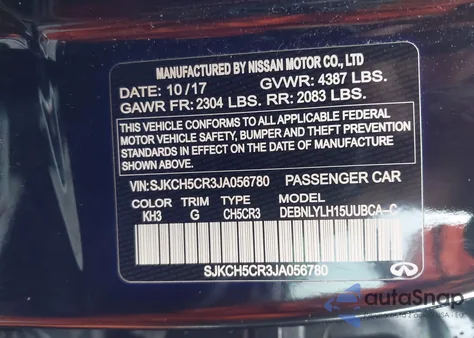 MANUFACTURED BY NISSAN MOTOR CO., LTD
DATE: 10/17 GVWR: 4387 LBS.
GAWR FR: 2304 LBS. RR: 2083 LBS.
THIS VEHICLE CONFORMS TO ALL APPLICABLE FEDERAL
MOTOR VEHICLE SAFETY, BUMPER AND THEFT PREVENTION
STANDARDS IN EFFECT ON THE DATE OF MANUFACTURE
SHOWN ABOVE.
VIN:SJKCH5CR3JA056780 PASSENGER CAR
COLOR TRIM TYPE MODEL
KH3 G CH5CR3 DEBNLYLH15UUBCA-C
SJKCH5CR3JA056780
autoSnap